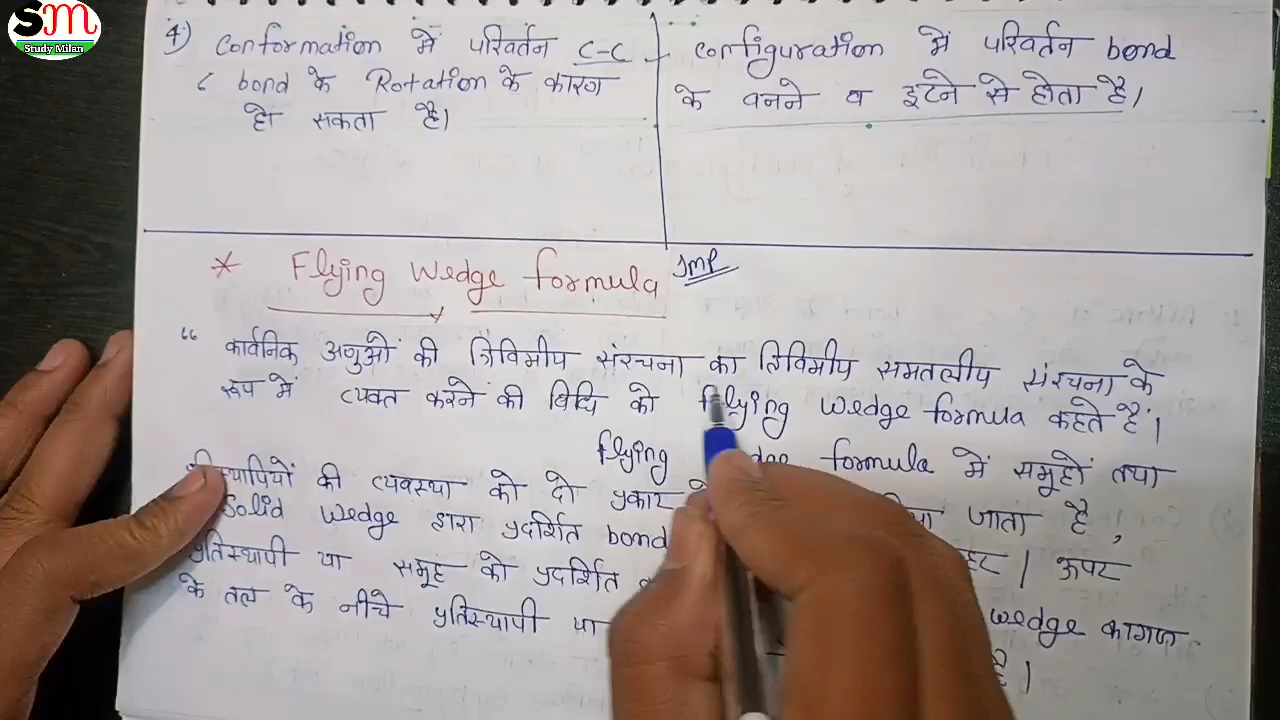 SM
Study Milan
4) Conformation में परिवर्तन C-C
bond के Rotation के कारण
हो सकता है।
Configuration में परिवर्तन bond
के बनने व हटने से होता है।
* Flying Wedge formula Imp
“ कार्बनिक अणुओं की त्रिविमीय संरचना का त्रिविमीय समतलीय संरचना के
रूप में व्यक्त करने की विधि को Flying wedge formula कहते हैं।
Flying formula में समूहों तथा
की व्यवस्था को दो प्रकार जाता है,
Solid wedge द्वारा प्रदर्शित bond ऊपर
प्रतिस्थापी या समूह को प्रदर्शित wedge कागज
के तल के नीचे प्रतिस्थापी या
है।